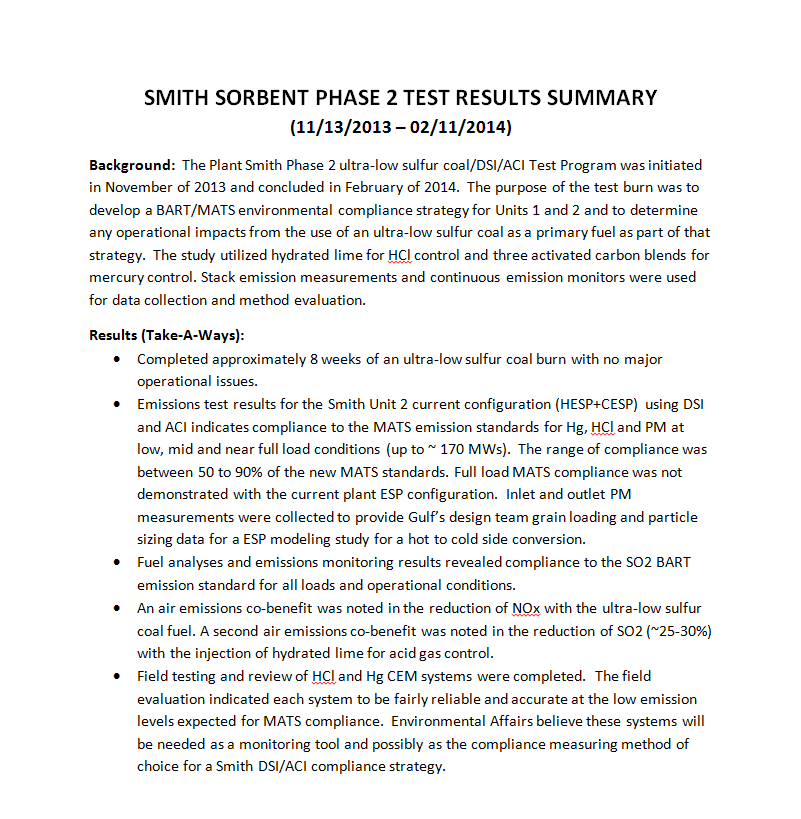 SMITH SORBENT PHASE 2 TEST RESULTS SUMMARY
(11/13/2013 – 02/11/2014)
Background:  The Plant Smith Phase 2 ultra-low sulfur coal/DSI/ACI Test Program was initiated
in November of 2013 and concluded in February of 2014.  The purpose of the test burn was to
develop a BART/MATS environmental compliance strategy for Units 1 and 2 and to determine
any operational impacts from the use of an ultra-low sulfur coal as a primary fuel as part of that
strategy.  The study utilized hydrated lime for HCl control and three activated carbon blends for
mercury control. Stack emission measurements and continuous emission monitors were used
for data collection and method evaluation.
Results (Take-A-Ways):
• Completed approximately 8 weeks of an ultra-low sulfur coal burn with no major
operational issues.
• Emissions test results for the Smith Unit 2 current configuration (HESP+CESP)  using DSI
and ACI indicates compliance to the MATS emission standards for Hg, HCl and PM at
low, mid and near full load conditions (up to ~ 170 MWs).  The range of compliance was
between 50 to 90% of the new MATS standards. Full load MATS compliance was not
demonstrated with the current plant ESP configuration.  Inlet and outlet PM
measurements were collected to provide Gulf's design team grain loading and particle
sizing data for a ESP modeling study for a hot to cold side conversion.
• Fuel analyses and emissions monitoring results revealed compliance to the SO2 BART
emission standard for all loads and operational conditions.
• An air emissions co-benefit was noted in the reduction of NOx with the ultra-low sulfur
coal fuel. A second air emissions co-benefit was noted in the reduction of SO2 (~25-30%)
with the injection of hydrated lime for acid gas control.
• Field testing and review of HCl and Hg CEM systems were completed.  The field
evaluation indicated each system to be fairly reliable and accurate at the low emission
levels expected for MATS compliance.  Environmental Affairs believe these systems will
be needed as a monitoring tool and possibly as the compliance measuring method of
choice for a Smith DSI/ACI compliance strategy.